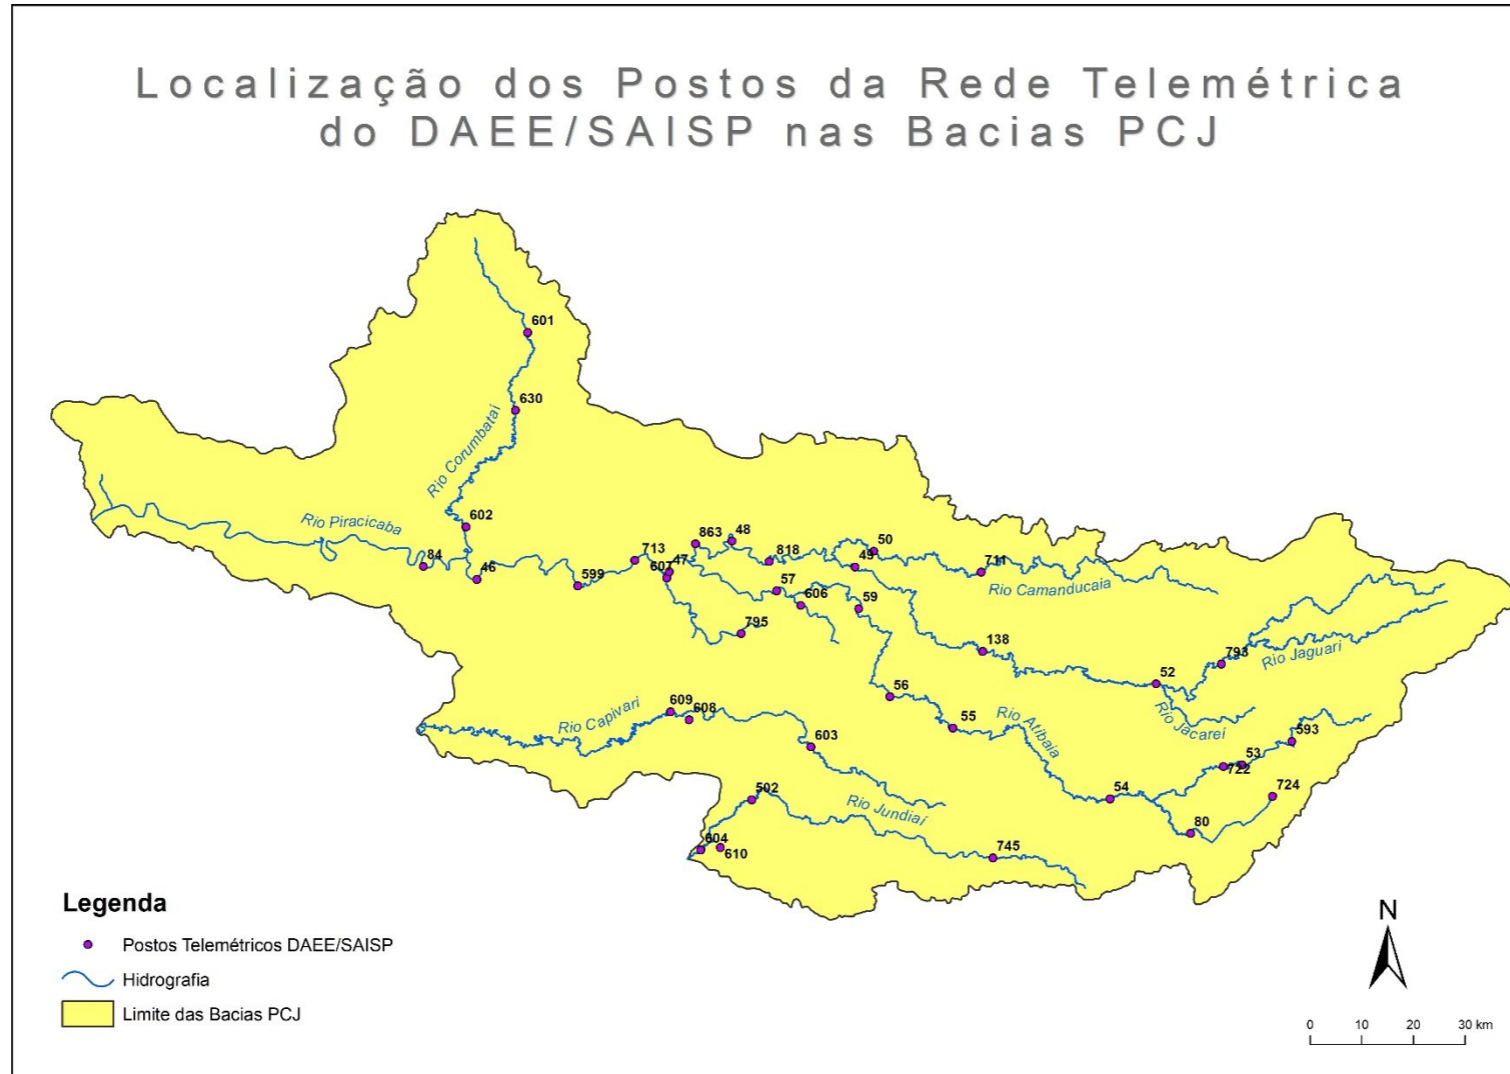 Localização dos Postos da Rede Telemétrica
do DAEE/SAISP nas Bacias PCJ
601
630
Rio Corumbataí
602
Rio Piracicaba
84
46
599
713
607
47
863
48
818
50
49
711
Rio Camanducaia
57
606
59
795
138
793
Rio Jaguari
52
Rio Jacareí
56
55
Rio Atibaia
609
608
Rio Capivari
603
593
53
722
724
54
80
502
Rio Jundiaí
604
610
745
Legenda
Postos Telemétricos DAEE/SAISP
Hidrografia
Limite das Bacias PCJ
N
0 10 20 30 km